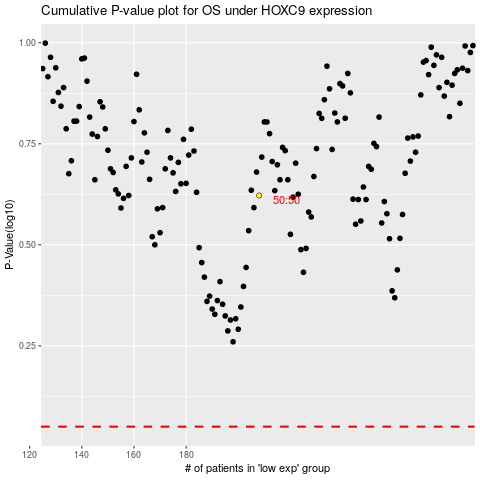 Cumulative P-value plot for OS under HOXC9 expression
P-Value(log10)
1.00
0.75
0.50
0.25
50:50
120 140 160 180
# of patients in 'low exp' group